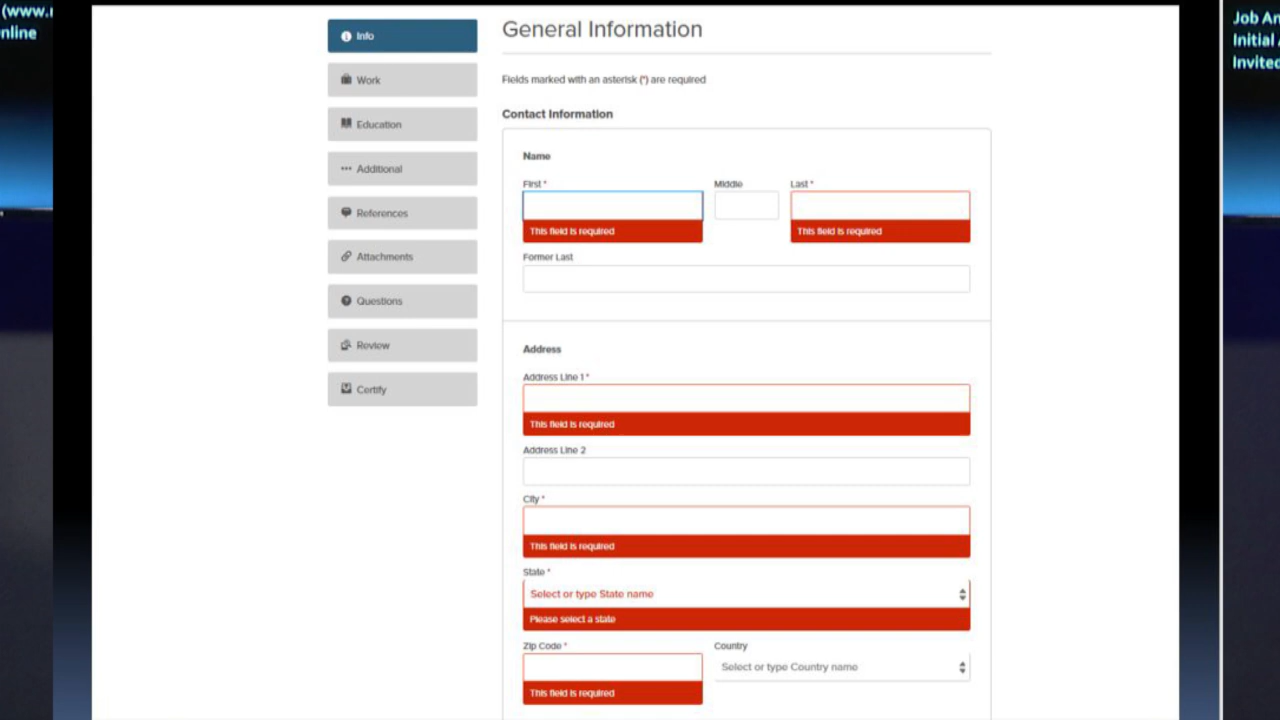 (www.
nline
Job An
Initial
Invited
Info
Work
Education
Additional
References
Attachments
Questions
Review
Certify
General Information
Fields marked with an asterisk (*) are required
Contact Information
Name
First * Middle Last *
This field is required This field is required
Former Last
Address
Address Line 1 *
This field is required
Address Line 2
City *
This field is required
State *
Select or type State name
Please select a state
Zip Code * Country
Select or type Country name
This field is required